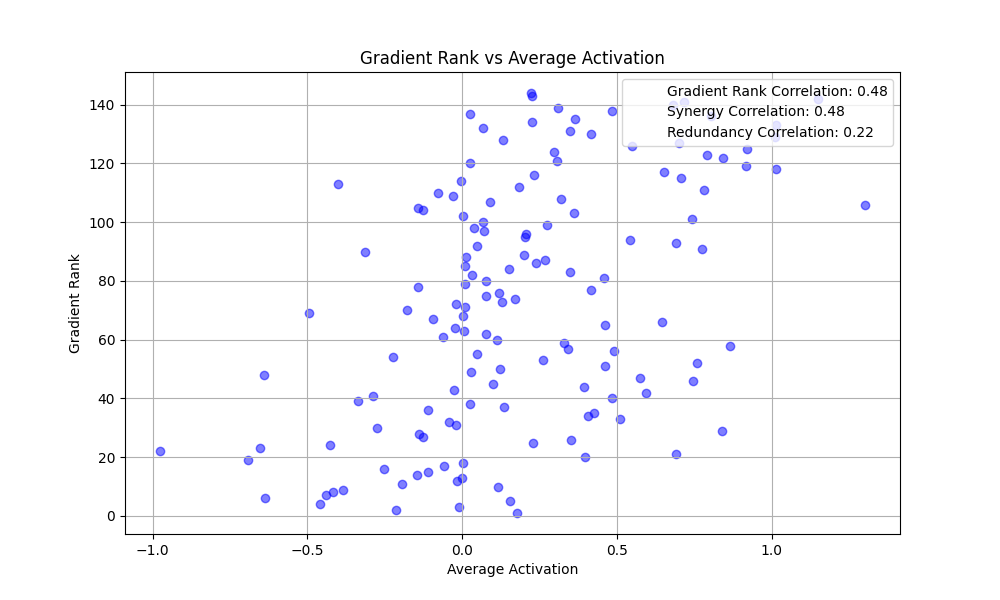 Gradient Rank vs Average Activation
Gradient Rank Correlation: 0.48
Synergy Correlation: 0.48
Redundancy Correlation: 0.22
140
120
100
80
60
40
20
0
Gradient Rank
−1.0
−0.5
0.0
0.5
1.0
Average Activation